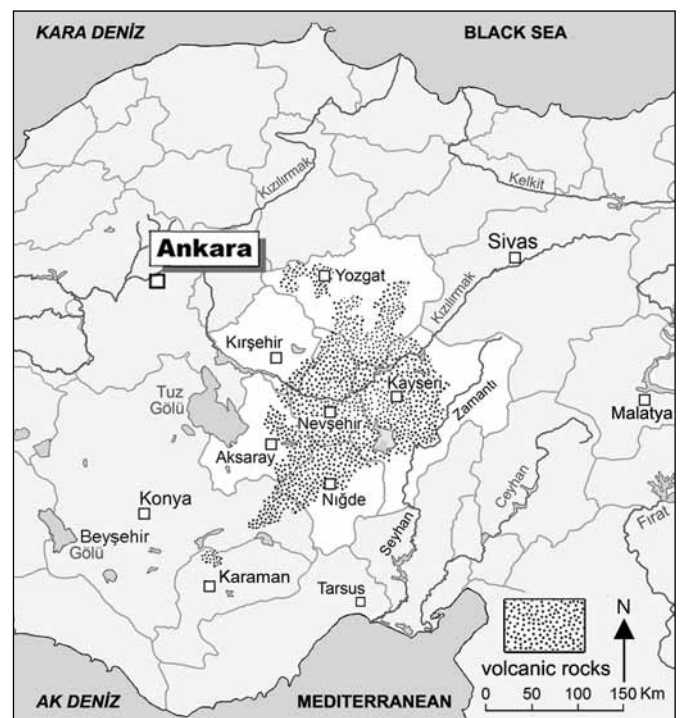 KARA DENİZ
BLACK SEA
Kızılırmak
Kelkit
Ankara
Sivas
Yozgat
Kızılırmak
Kırşehir
Tuz
Gölü
Kayseri
Zamantı
Nevşehir
Malatya
Aksaray
Ceyhan
Niğde
Konya
Fırat
Beyşehir
Gölü
Seyhan
Karaman
Tarsus
N
volcanic rocks
0 50 100 150 Km
AK DENİZ
MEDITERRANEAN